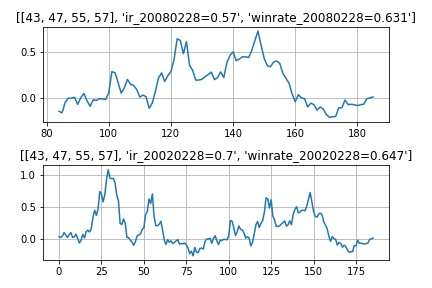 [[43, 47, 55, 57], 'ir_20080228=0.57', 'winrate_20080228=0.631']
0.5
0.0
80 100 120 140 160 180
[[43, 47, 55, 57], 'ir_20020228=0.7', 'winrate_20020228=0.647']
1.0
0.5
0.0
0 25 50 75 100 125 150 175